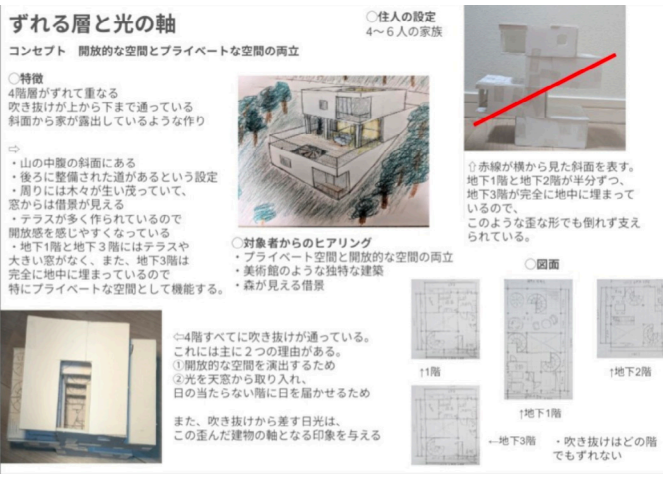 ずれる層と光の軸
コンセプト　開放的な空間とプライベートな空間の両立
○住人の設定
4～６人の家族
○特徴
4階層がずれて重なる
吹き抜けが上から下まで通っている
斜面から家が露出しているような作り
⇨
・山の中腹の斜面にある
・後ろに整備された道があるという設定
・周りには木々が生い茂っていて、
窓からは借景が見える
・テラスが多く作られているので
開放感を感じやすくなっている
・地下1階と地下３階にはテラスや
大きい窓がなく、また、地下3階は
完全に地中に埋まっているので
特にプライベートな空間として機能する。
○対象者からのヒアリング
・プライベート空間と開放的な空間の両立
・美術館のような独特な建築
・森が見える借景
⇧赤線が横から見た斜面を表す。
地下1階と地下2階が半分ずつ、
地下3階が完全に地中に埋まって
いるので、
このような歪な形でも倒れず支え
られている。
⇦4階すべてに吹き抜けが通っている。
これには主に２つの理由がある。
①開放的な空間を演出するため
②光を天窓から取り入れ、
日の当たらない階に日を届かせるため
また、吹き抜けから差す日光は、
この歪んだ建物の軸となる印象を与える
○図面
↑1階
↑地下1階
↑地下2階
←地下3階
・吹き抜けはどの階
でもずれない